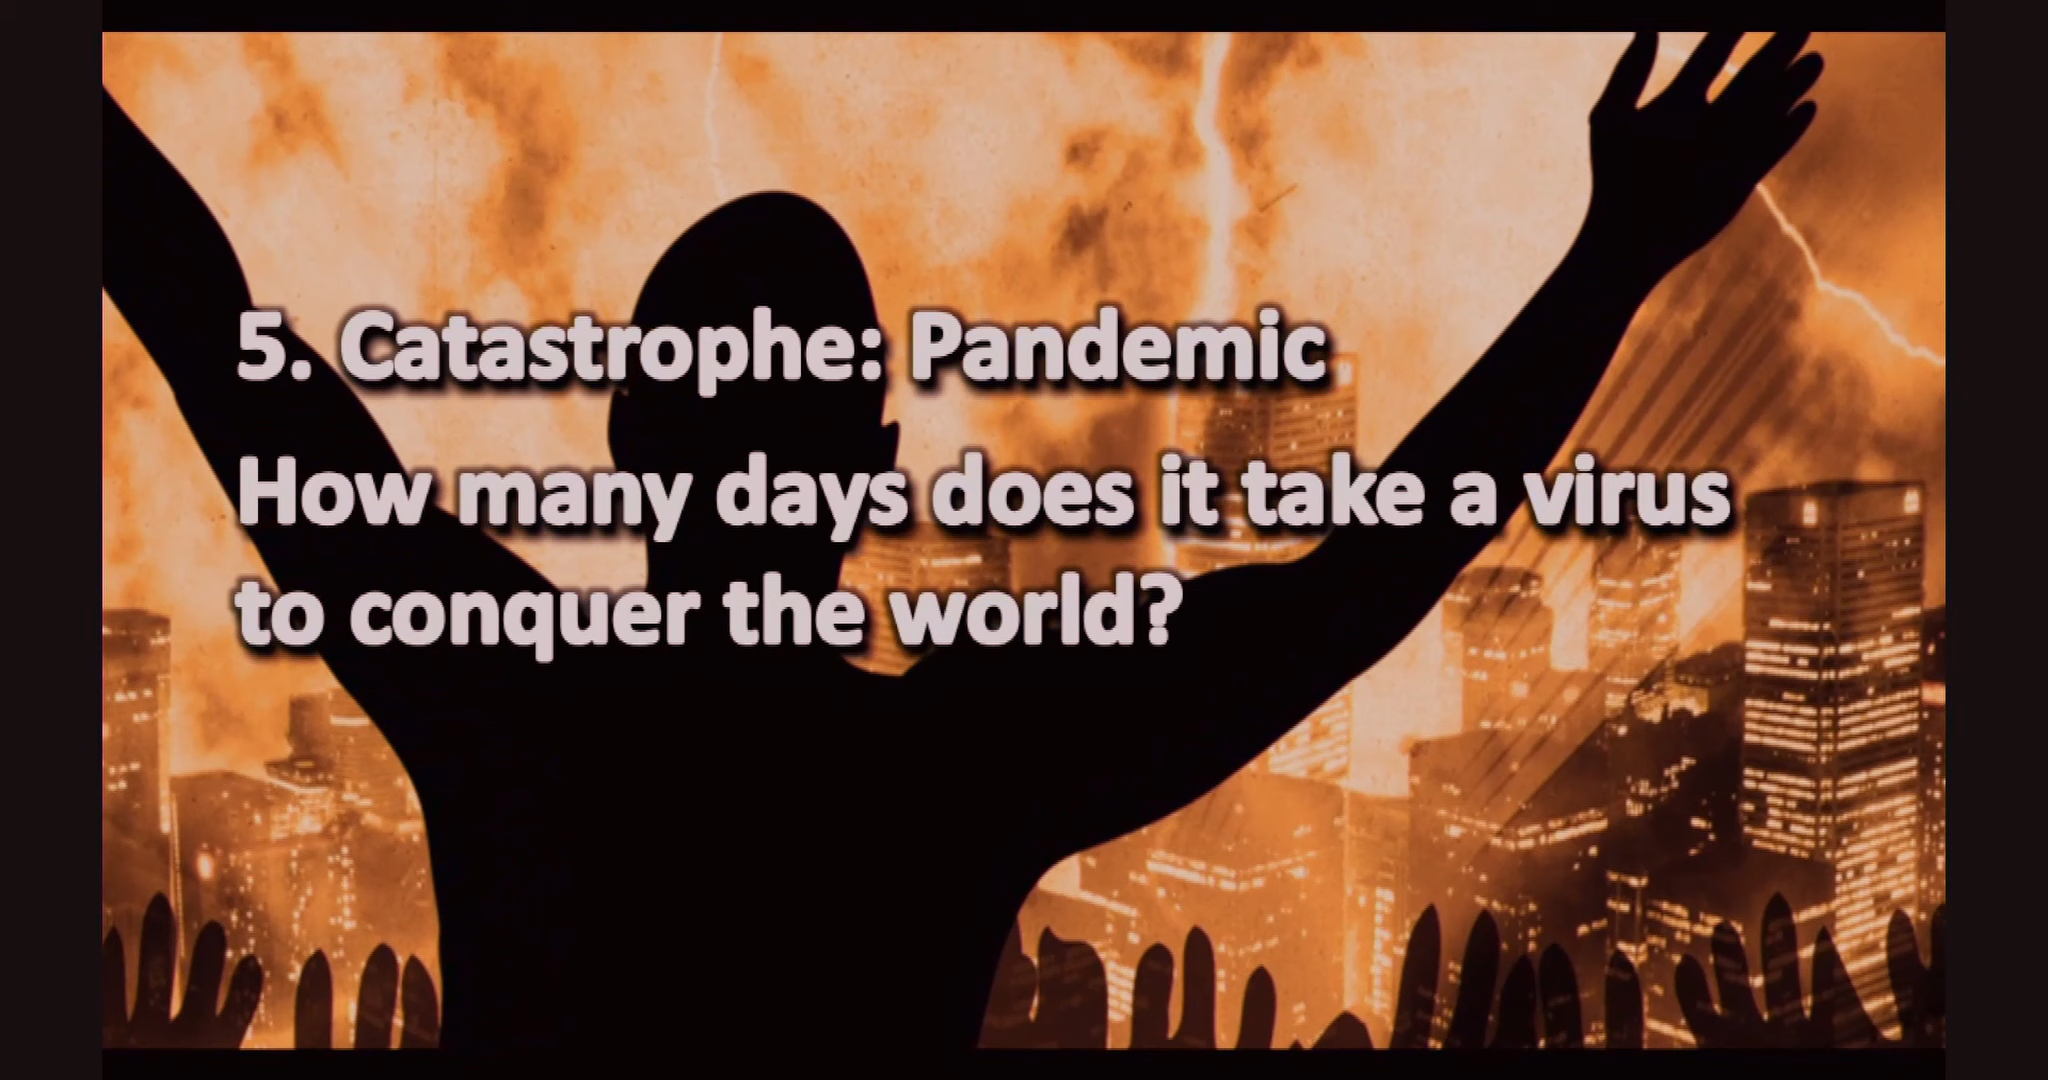 5. Catastrophe: Pandemic
How many days does it take a virus
to conquer the world?